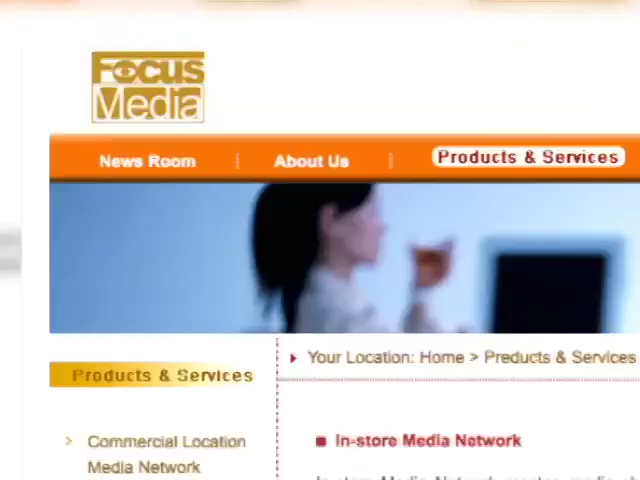 Focus
Media
News Room
About Us
Products & Services
Your Location: Home > Preducts & Services
Products & Services
> Commercial Location
Media Network
In-store Media Network